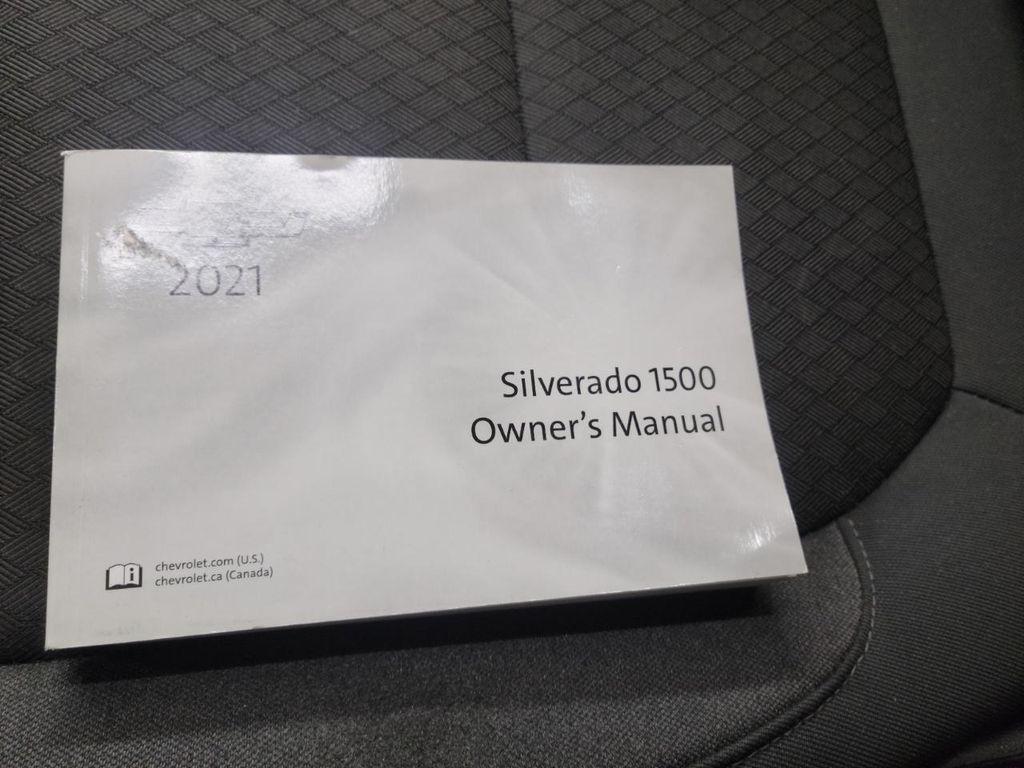 2021
Silverado 1500
Owner's Manual
chevrolet.com (U.S.)
chevrolet.ca (Canada)